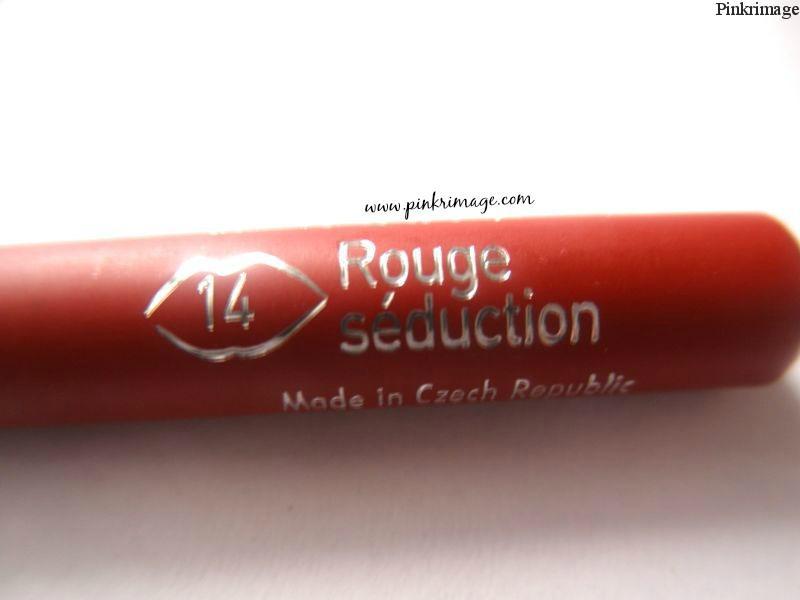 Pinkrimage
www.pinkrimage.com
14
Rouge
séduction
Made in Czech Republic